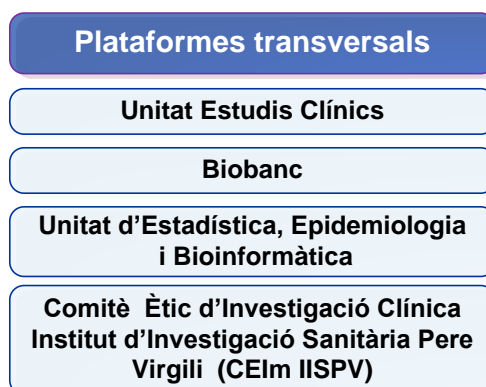 Plataformes transversals
Unitat Estudis Clínics
Biobanc
Unitat d'Estadística, Epidemiologia
i Bioinformàtica
Comitè Ètic d'Investigació Clínica
Institut d'Investigació Sanitària Pere
Virgili (CEIm IISPV)